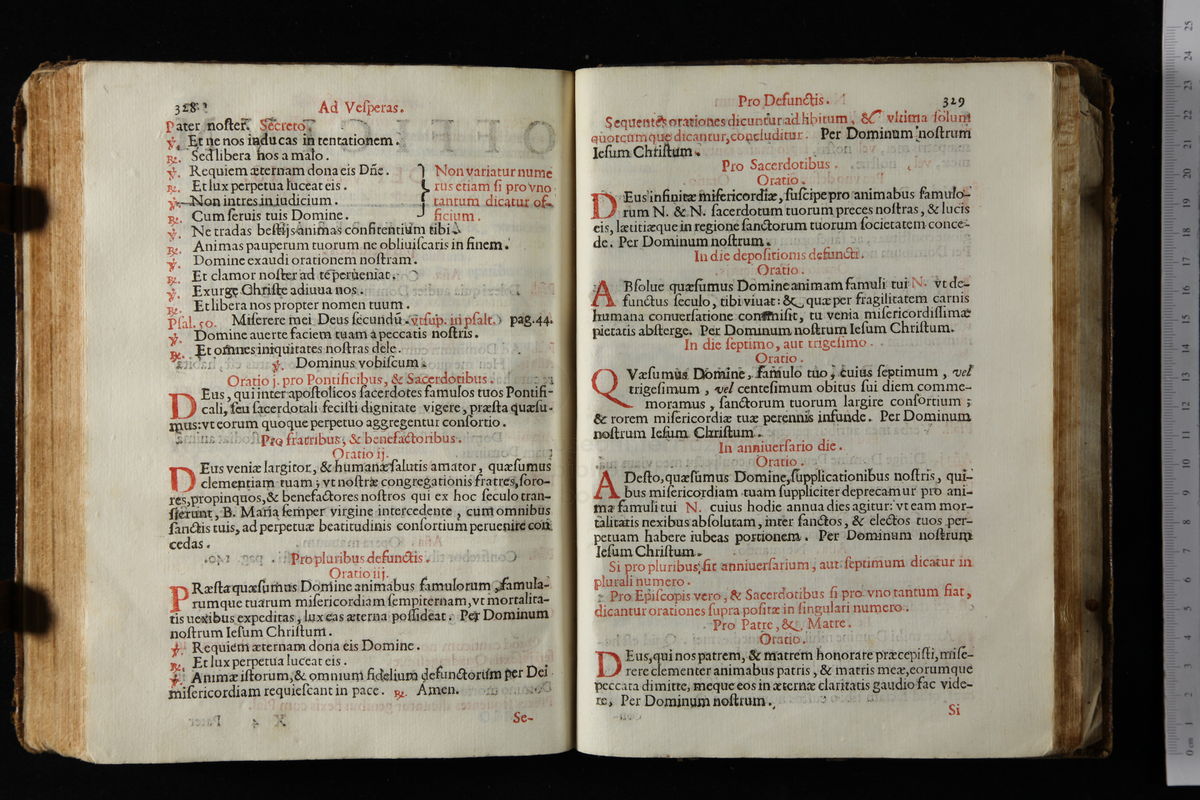 328
Ad Vesperas.
Pater noster. Secreto
℣. Et ne nos inducas in tentationem.
℟. Sed libera nos a malo.
℣. Requiem æternam dona eis Dñe.
℟. Et lux perpetua luceat eis.
℣. Non intres in iudicium.
℟. Cum seruis tuis Domine.
Non variatur nume
rus etiam si pro vno
tantum dicatur of-
ficium.
℣. Ne tradas bestijs animas confitentium tibi.
℟. Animas pauperum tuorum ne obliuiscaris in finem.
℣. Domine exaudi orationem nostram.
℟. Et clamor noster ad te perueniat.
℣. Exurge Christe adiuua nos.
℟. Et libera nos propter nomen tuum.
Psal. 50. Miserere mei Deus secundū. vt sup. in psalt. pag. 44.
℣. Domine auerte faciem tuam a peccatis nostris.
℟. Et omnes iniquitates nostras dele.
℣. Dominus vobiscum.
Oratio j. pro Pontificibus, & Sacerdotibus.
DEus, qui inter apostolicos sacerdotes famulos tuos Pontifi-
cali, seu sacerdotali fecisti dignitate vigere, præsta quæsu-
mus: vt eorum quoque perpetuo aggregentur consortio.
Pro fratribus, & benefactoribus.
Oratio ij.
DEus veniæ largitor, & humanæ salutis amator, quæsumus
clementiam tuam; vt nostræ congregationis fratres, soro-
res, propinquos, & benefactores nostros qui ex hoc seculo tran-
sierunt, B. Maria semper virgine intercedente, cum omnibus
sanctis tuis, ad perpetuæ beatitudinis consortium peruenire con
cedas.
Pro pluribus defunctis.
Oratio iij.
PRæsta quæsumus Domine animabus famulorum, famula-
rumque tuarum misericordiam sempiternam, vt mortalita-
tis nexibus expeditas, lux eas æterna possideat. Per Dominum
nostrum Iesum Christum.
℣. Requiem æternam dona eis Domine.
℟. Et lux perpetua luceat eis.
℣. Animæ istorum, & omnium fidelium defunctorum per Dei
misericordiam requiescant in pace. ℟. Amen.
Se-
Pro Defunctis.
329
Sequentes orationes dicuntur ad libitum, & vltima solum
quotcumque dicantur, concluditur. Per Dominum nostrum
Iesum Christum.
Pro Sacerdotibus.
Oratio.
DEus infinitæ misericordiæ, suscipe pro animabus famulo-
rum N. & N. sacerdotum tuorum preces nostras, & lucis
eis, lætitiæque in regione sanctorum tuorum societatem conce-
de. Per Dominum nostrum.
In die depositionis defuncti.
Oratio.
ABsolue quæsumus Domine animam famuli tui N. vt de-
functus seculo, tibi viuat: & quæ per fragilitatem carnis
humana conuersatione commisit, tu venia misericordissimæ
pietatis absterge. Per Dominum nostrum Iesum Christum.
In die septimo, aut trigesimo.
Oratio.
QVæsumus Domine, famulo tuo, cuius septimum, vel
trigesimum, vel centesimum obitus sui diem comme-
moramus, sanctorum tuorum largire consortium;
& rorem misericordiæ tuæ perennis infunde. Per Dominum
nostrum Iesum Christum.
In anniuersario die.
Oratio.
ADesto, quæsumus Domine, supplicationibus nostris, qui-
bus misericordiam tuam suppliciter deprecamur pro ani-
ma famuli tui N. cuius hodie annua dies agitur: vt eam mor-
talitatis nexibus absolutam, inter sanctos, & electos tuos per-
petuam habere iubeas portionem. Per Dominum nostrum
Iesum Christum.
Si pro pluribus fit anniuersarium, aut septimum dicatur in
plurali numero.
Pro Episcopis vero, & Sacerdotibus si pro vno tantum fiat,
dicantur orationes supra positæ in singulari numero.
Pro Patre, & Matre.
Oratio.
DEus, qui nos patrem, & matrem honorare præcepisti, mise-
rere clementer animabus patris, & matris meæ, eorumque
peccata dimitte, meque eos in æternæ claritatis gaudio fac vide-
re, Per Dominum nostrum.
Si